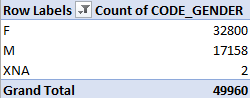 Row Labels Count of CODE_GENDER
F 32800
M 17158
XNA 2
Grand Total 49960